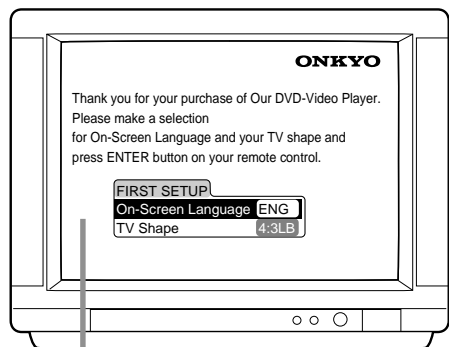 ONKYO
Thank you for your purchase of Our DVD-Video Player.
Please make a selection
for On-Screen Language and your TV shape and
press ENTER button on your remote control.
FIRST SETUP
On-Screen Language ENG
TV Shape 4:3LB